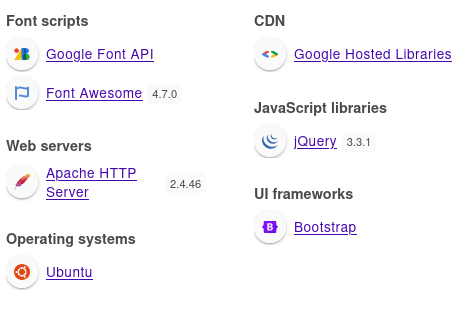 Font scripts
Google Font API
Font Awesome 4.7.0
Web servers
Apache HTTP
Server 2.4.46
Operating systems
Ubuntu
CDN
Google Hosted Libraries
JavaScript libraries
jQuery 3.3.1
UI frameworks
B Bootstrap